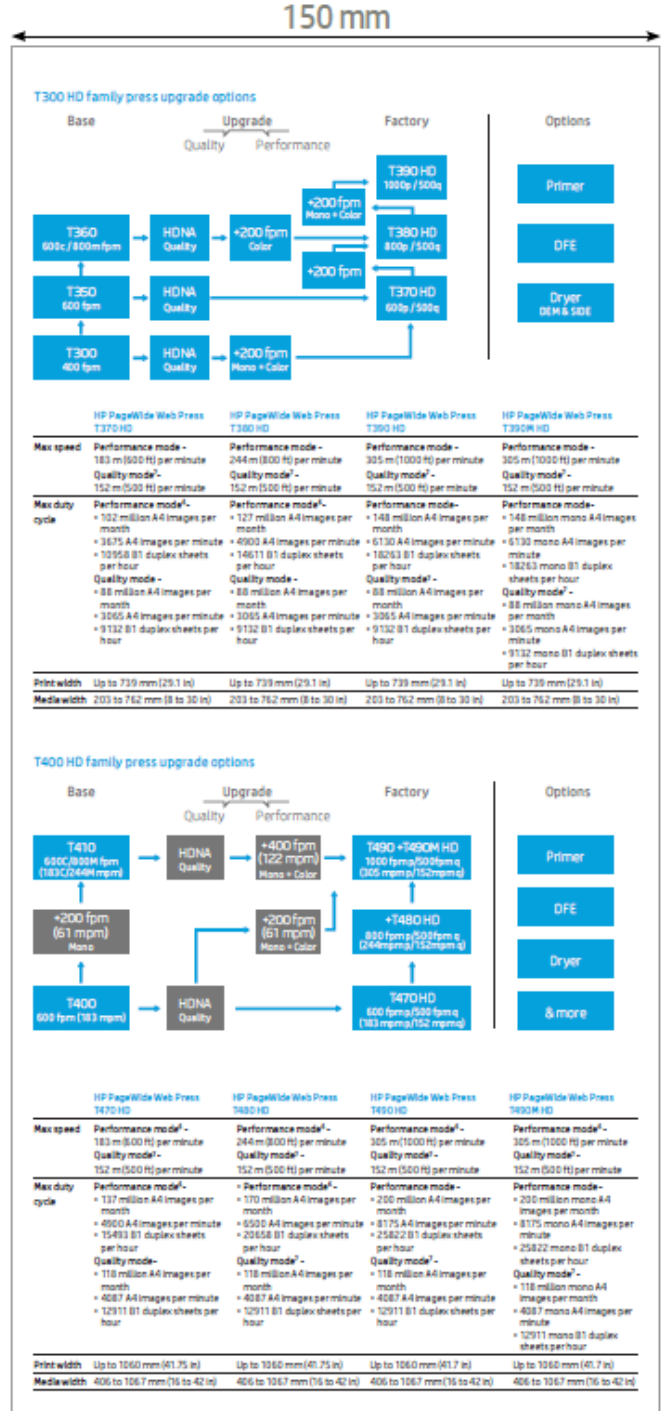 150 mm
T300 HD family press upgrade options
Base Upgrade Factory Options
Quality Performance
T390 HD
1000p / 500q
Primer
+200 fpm
Mono + Color
T360
600c / 800m fpm
HDNA
Quality
+200 fpm
Color
T380 HD
800p / 500q
DFE
+200 fpm
T350
600 fpm
HDNA
Quality
T370 HD
600p / 500q
Dryer
OEM & SIDE
T300
400 fpm
HDNA
Quality
+200 fpm
Mono + Color
HP PageWide Web Press HP PageWide Web Press HP PageWide Web Press HP PageWide Web Press
T370 HD T380 HD T390 HD T390M HD
Max speed Performance mode – Performance mode – Performance mode – Performance mode –
183 m (600 ft) per minute 244 m (800 ft) per minute 305 m (1000 ft) per minute 305 m (1000 ft) per minute
Quality mode⁷– Quality mode⁷– Quality mode⁷– Quality mode⁷–
152 m (500 ft) per minute 152 m (500 ft) per minute 152 m (500 ft) per minute 152 m (500 ft) per minute
Max duty cycle
Performance mode⁶–
• 102 million A4 images per
month
• 3675 A4 images per minute
• 10958 B1 duplex sheets
per hour
Quality mode –
• 88 million A4 images per
month
• 3065 A4 images per minute
• 9132 B1 duplex sheets per
hour
Performance mode⁶–
• 127 million A4 images per
month
• 4900 A4 images per minute
• 14611 B1 duplex sheets
per hour
Quality mode –
• 88 million A4 images per
month
• 3065 A4 images per minute
• 9132 B1 duplex sheets per
hour
Performance mode –
• 148 million A4 images per
month
• 6130 A4 images per minute
• 18263 B1 duplex sheets
per hour
Quality mode⁷ –
• 88 million A4 images per
month
• 3065 A4 images per minute
• 9132 B1 duplex sheets per
hour
Performance mode –
• 148 million mono A4 images
per month
• 6130 mono A4 images per
minute
• 18263 mono B1 duplex
sheets per hour
Quality mode⁷ –
• 88 million mono A4 images
per month
• 3065 mono A4 images per
minute
• 9132 mono B1 duplex sheets
per hour
Print width Up to 739 mm (29.1 in) Up to 739 mm (29.1 in) Up to 739 mm (29.1 in) Up to 739 mm (29.1 in)
Media width 203 to 762 mm (8 to 30 in) 203 to 762 mm (8 to 30 in) 203 to 762 mm (8 to 30 in) 203 to 762 mm (8 to 30 in)
T400 HD family press upgrade options
Base Upgrade Factory Options
Quality Performance
T410
600C/800M fpm
(183C/244M mpm)
HDNA
Quality
+400 fpm
(122 mpm)
Mono + Color
T490 +T490M HD
1000 fpm p/500fpm q
(305 mpm p/152mpm q)
Primer
+200 fpm
(61 mpm)
Mono
+200 fpm
(61 mpm)
Mono + Color
+T480 HD
800 fpm p/500fpm q
(244mpm p/152mpm q)
DFE
Dryer
T400
600 fpm (183 mpm)
HDNA
Quality
T470 HD
600 fpm p/500 fpm q
(183 mpm p/152 mpm q)
& more
HP PageWide Web Press HP PageWide Web Press HP PageWide Web Press HP PageWide Web Press
T470 HD T480 HD T490 HD T490M HD
Max speed Performance mode⁶– Performance mode⁶– Performance mode⁶– Performance mode⁶–
183 m (600 ft) per minute 244 m (800 ft) per minute 305 m (1000 ft) per minute 305 m (1000 ft) per minute
Quality mode⁷– Quality mode⁷– Quality mode⁷– Quality mode⁷–
152 m (500 ft) per minute 152 m (500 ft) per minute 152 m (500 ft) per minute 152 m (500 ft) per minute
Max duty cycle
Performance mode⁶–
• 137 million A4 images per
month
• 4900 A4 images per minute
• 15493 B1 duplex sheets
per hour
Quality mode–
• 118 million A4 images per
month
• 4087 A4 images per minute
• 12911 B1 duplex sheets per
hour
• Performance mode⁶–
• 170 million A4 images per
month
• 6500 A4 images per minute
• 20658 B1 duplex sheets
per hour
Quality mode⁷ –
• 118 million A4 images per
month
• 4087 A4 images per minute
• 12911 B1 duplex sheets per
hour
Performance mode–
• 200 million A4 images per
month
• 8175 A4 images per minute
• 25822 B1 duplex sheets
per hour
Quality mode⁷ –
• 118 million A4 images per
month
• 4087 A4 images per minute
• 12911 B1 duplex sheets per
hour
Performance mode–
• 200 million mono A4
images per month
• 8175 mono A4 images per
minute
• 25822 mono B1 duplex
sheets per hour
Quality mode⁷ –
• 118 million mono A4
images per month
• 4087 mono A4 images per
minute
• 12911 mono B1 duplex
sheets per hour
Print width Up to 1060 mm (41.75 in) Up to 1060 mm (41.75 in) Up to 1060 mm (41.7 in) Up to 1060 mm (41.7 in)
Media width 406 to 1067 mm (16 to 42 in) 406 to 1067 mm (16 to 42 in) 406 to 1067 mm (16 to 42 in) 406 to 1067 mm (16 to 42 in)